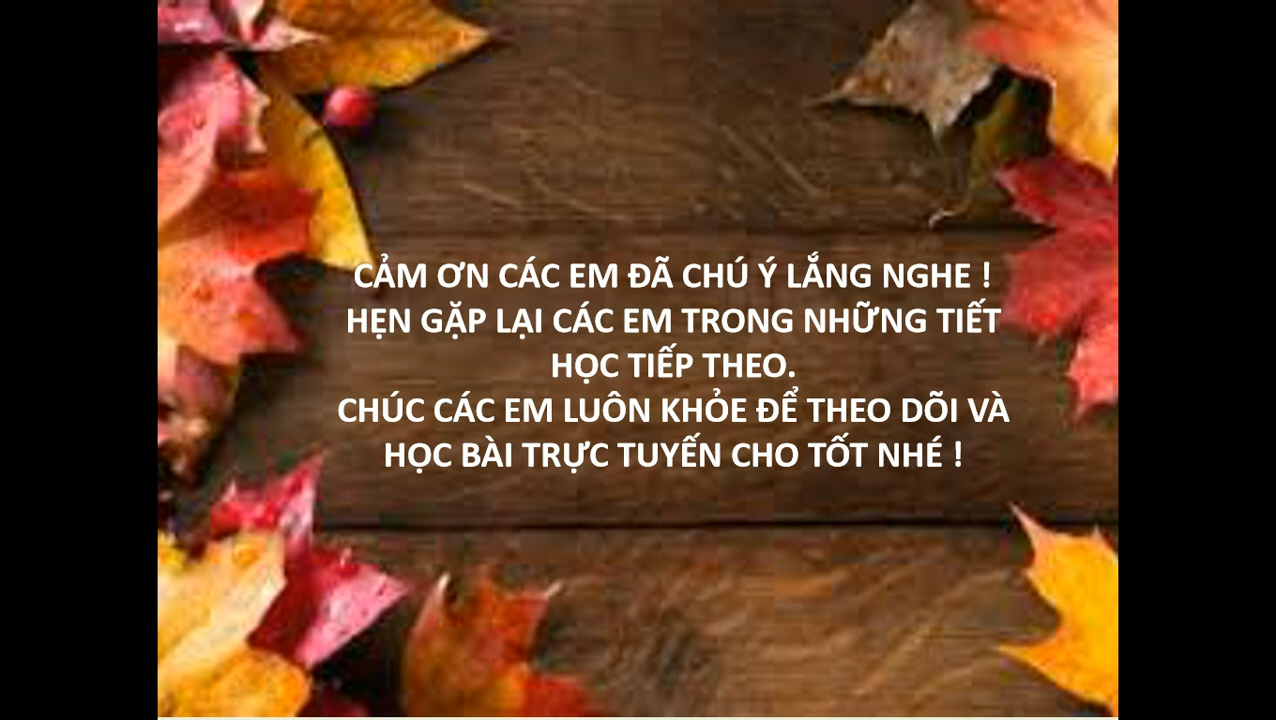 CẢM ƠN CÁC EM ĐÃ CHÚ Ý LẮNG NGHE !
HẸN GẶP LẠI CÁC EM TRONG NHỮNG TIẾT
HỌC TIẾP THEO.
CHÚC CÁC EM LUÔN KHỎE ĐỂ THEO DÕI VÀ
HỌC BÀI TRỰC TUYẾN CHO TỐT NHÉ !